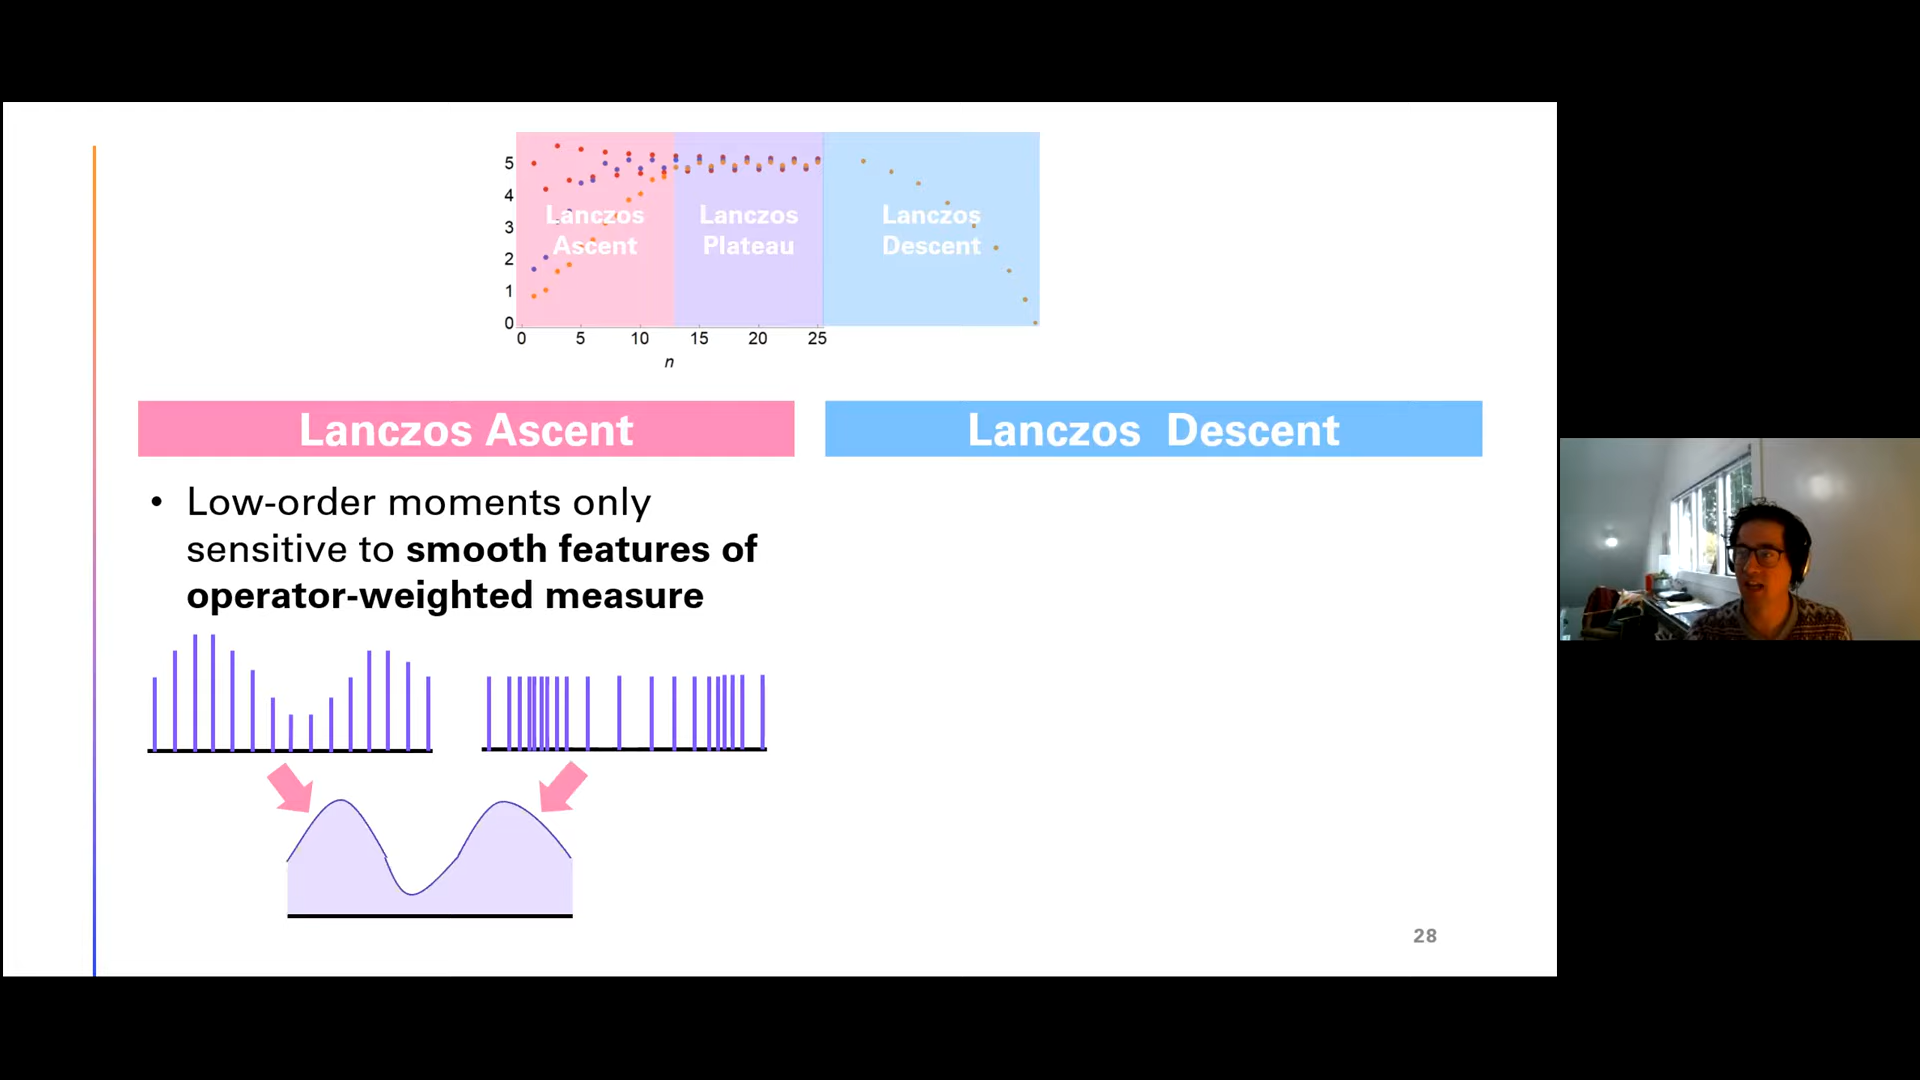 5
4
3
2
1
0
Lanczos
Ascent
Lanczos
Plateau
Lanczos
Descent
0 5 10 15 20 25
n
Lanczos Ascent
Lanczos Descent
• Low-order moments only
sensitive to smooth features of
operator-weighted measure
28